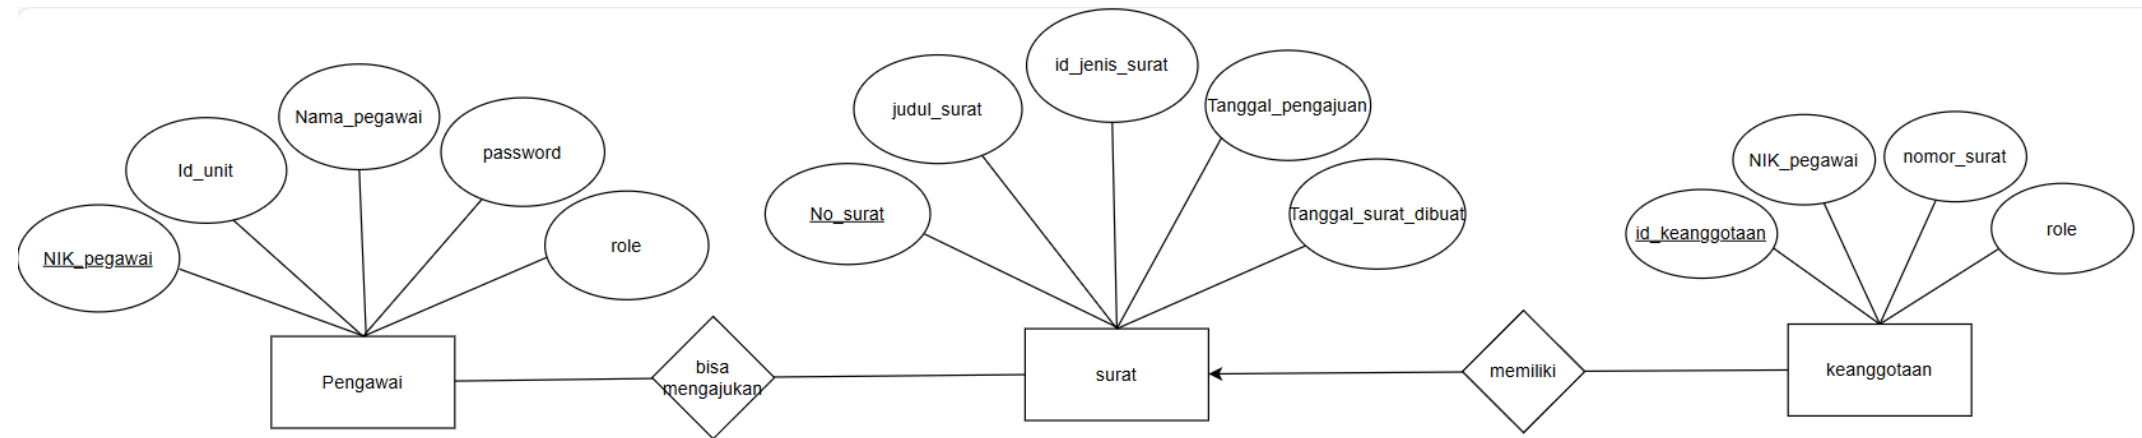 NIK_pegawai
Id_unit
Nama_pegawai
password
role
Pengawai
bisa
mengajukan
No_surat
judul_surat
id_jenis_surat
Tanggal_pengajuan
Tanggal_surat_dibuat
surat
memiliki
id_keanggotaan
NIK_pegawai
nomor_surat
role
keanggotaan